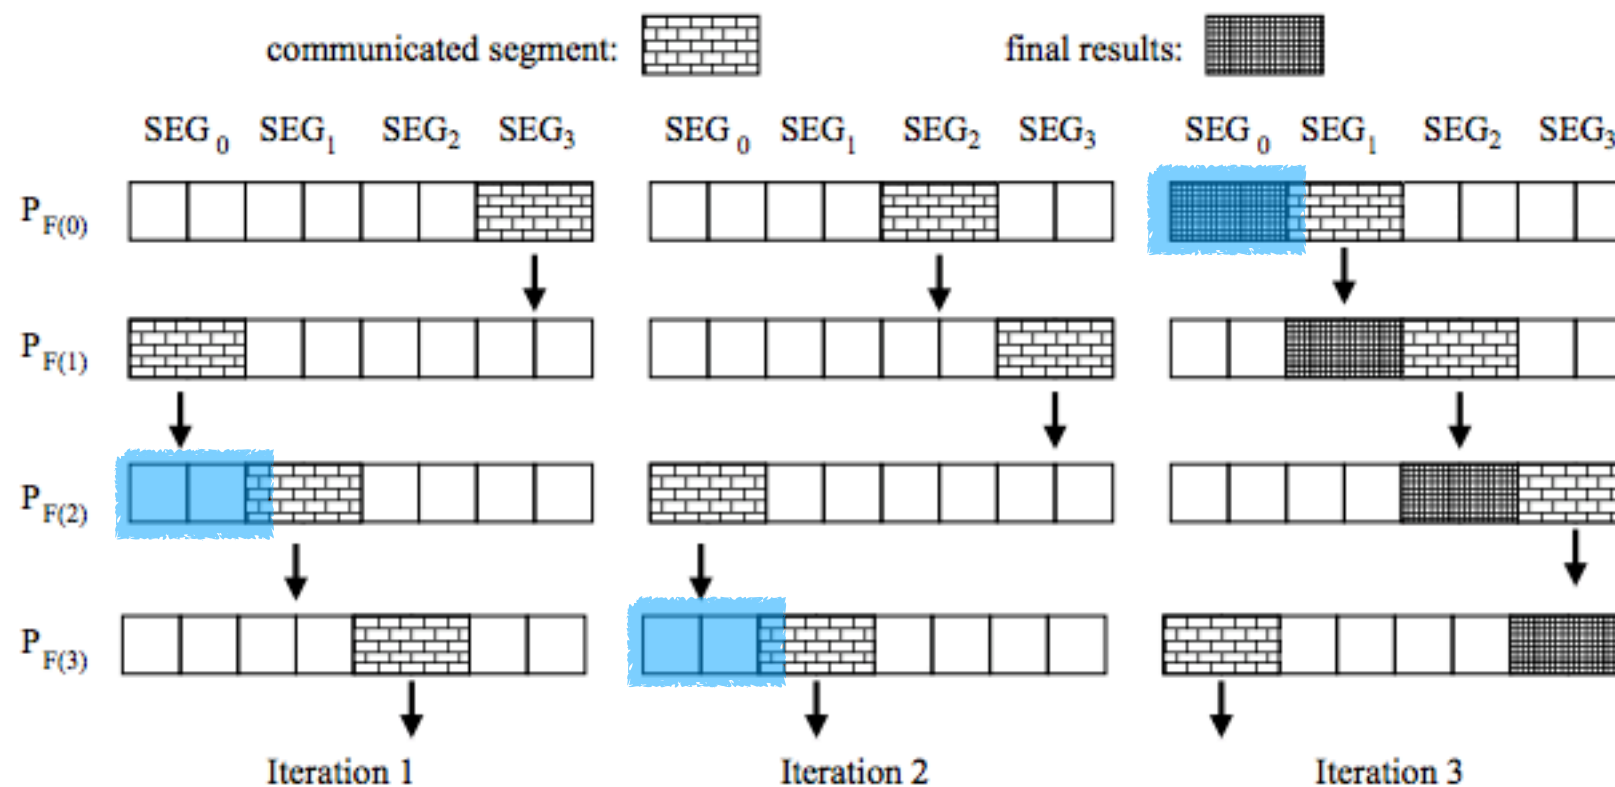 communicated segment: final results:
SEG0 SEG1 SEG2 SEG3 SEG0 SEG1 SEG2 SEG3 SEG0 SEG1 SEG2 SEG3
PF(0)
PF(1)
PF(2)
PF(3)
Iteration 1 Iteration 2 Iteration 3